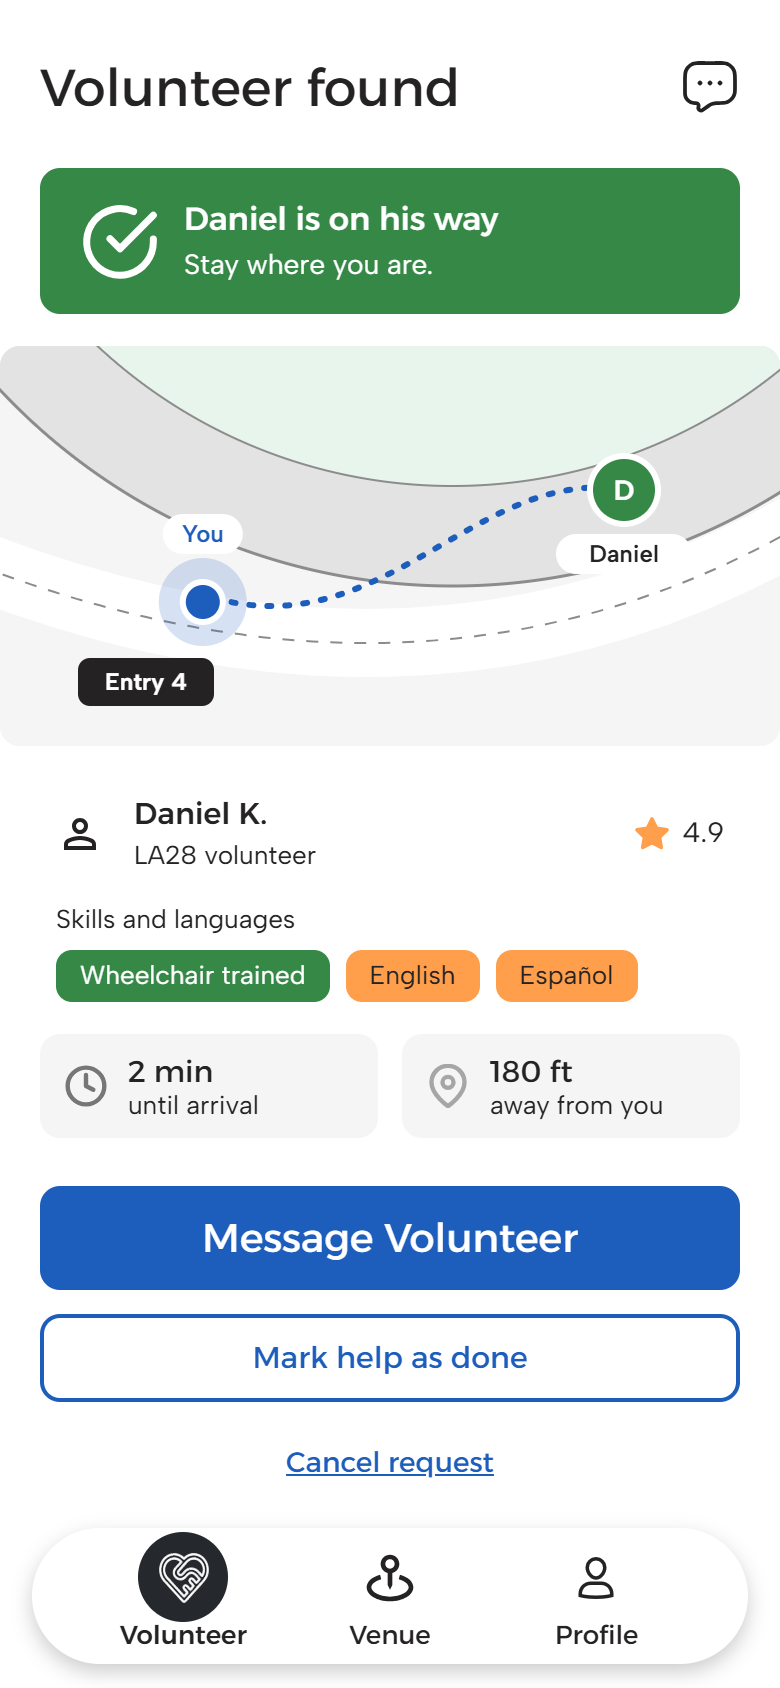 Volunteer found
Daniel is on his way
Stay where you are.
D
You
Daniel
Entry 4
Daniel K.
LA28 volunteer
4.9
Skills and languages
Wheelchair trained
English
Español
2 min
until arrival
180 ft
away from you
Message Volunteer
Mark help as done
Cancel request
Volunteer
Venue
Profile